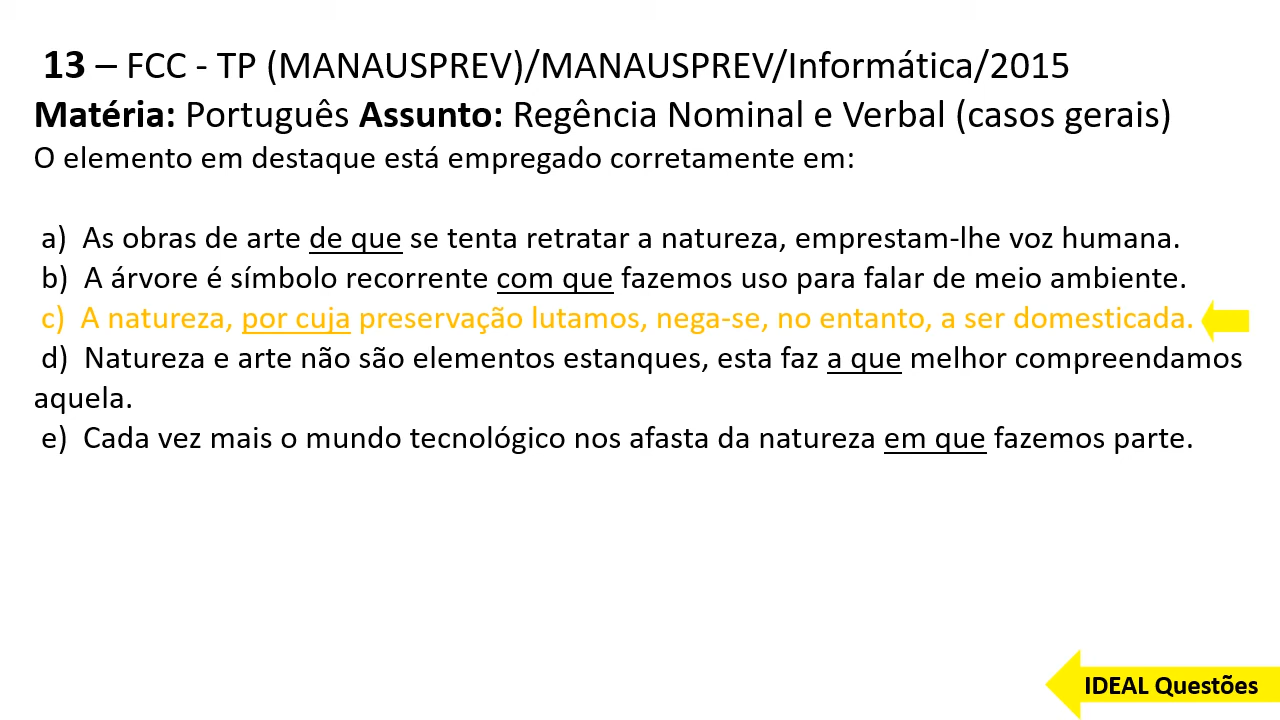 13 – FCC - TP (MANAUSPREV)/MANAUSPREV/Informática/2015
Matéria: Português Assunto: Regência Nominal e Verbal (casos gerais)
O elemento em destaque está empregado corretamente em:
a) As obras de arte de que se tenta retratar a natureza, emprestam-lhe voz humana.
b) A árvore é símbolo recorrente com que fazemos uso para falar de meio ambiente.
c) A natureza, por cuja preservação lutamos, nega-se, no entanto, a ser domesticada.
d) Natureza e arte não são elementos estanques, esta faz a que melhor compreendamos
aquela.
e) Cada vez mais o mundo tecnológico nos afasta da natureza em que fazemos parte.
IDEAL Questões